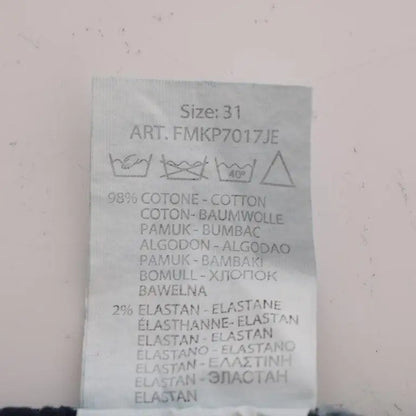 Size: 31
ART. FMKP7017JE
40°
98% COTONE - COTTON
COTON - BAUMWOLLE
PAMUK - BUMBAC
ALGODON - ALGODAO
PAMUK - BAMBAKI
BOMULL - ХЛОПОК
BAWELNA
2% ELASTAN - ELASTANE
ÉLASTHANNE - ELASTAN
ELASTAN - ELASTAN
ELASTANO - ELASTANO
ELASTAN - ΕΛΑΣΤΙΝΗ
ELASTAN - ЭЛАСТАН
ELASTAN